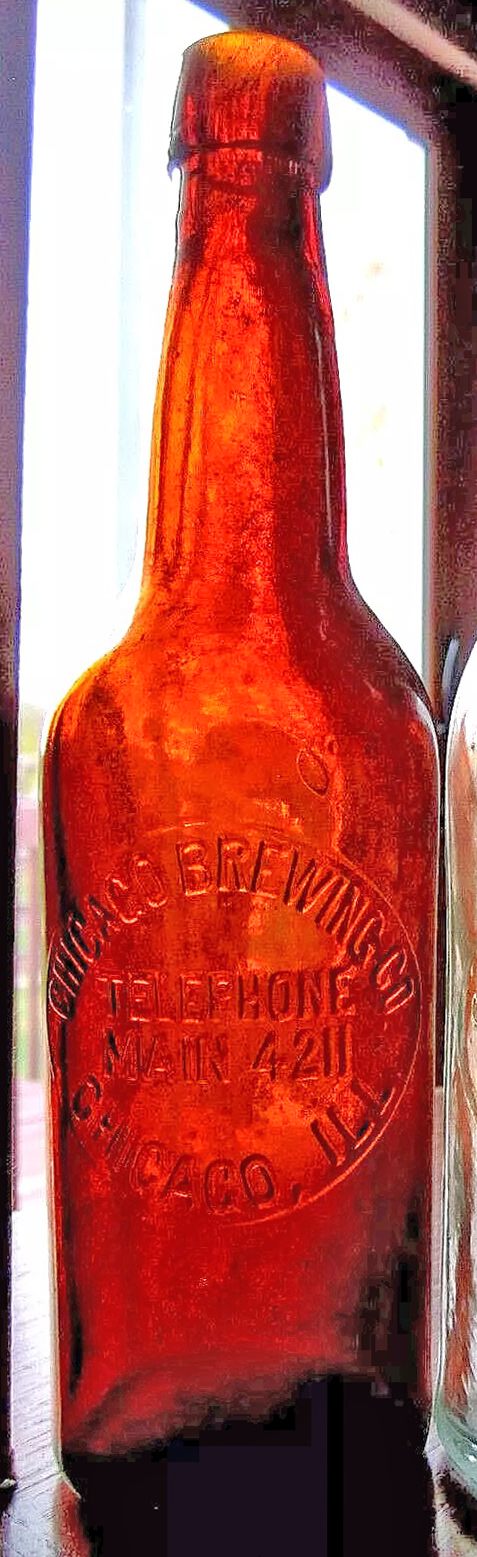 CHICAGO BREWING CO
TELEPHONE
MAIN 4211
CHICAGO, ILL